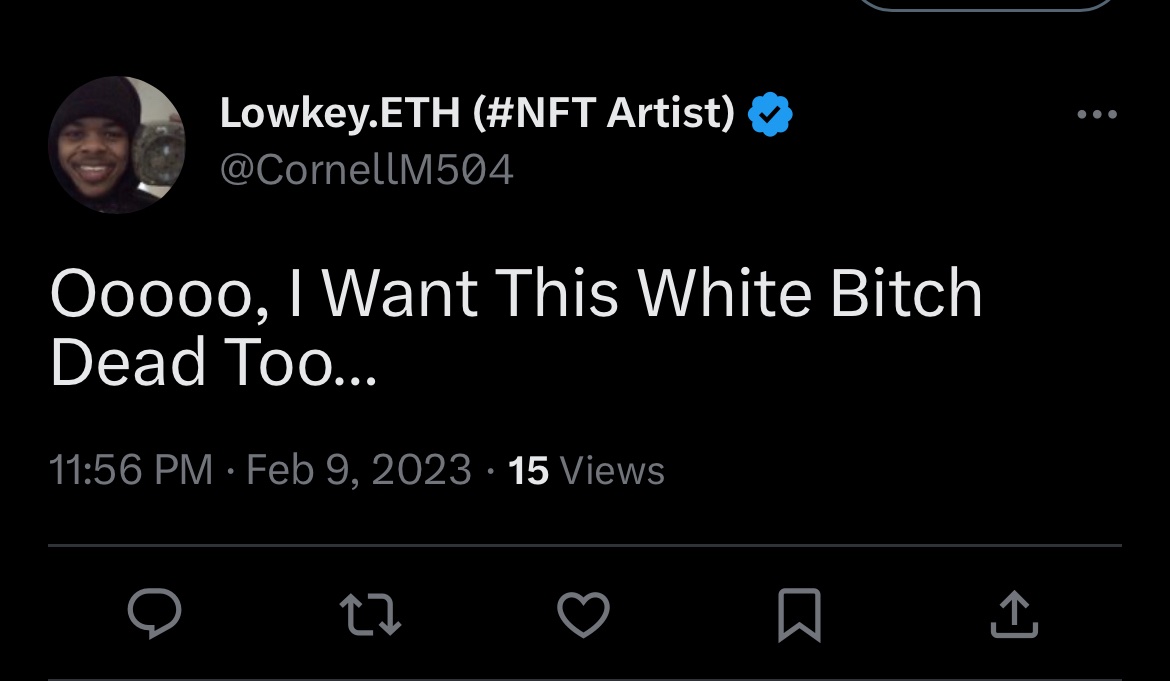 Lowkey.ETH (#NFT Artist)
@CornellM504
Ooooo, I Want This White Bitch
Dead Too...
11:56 PM · Feb 9, 2023 · 15 Views